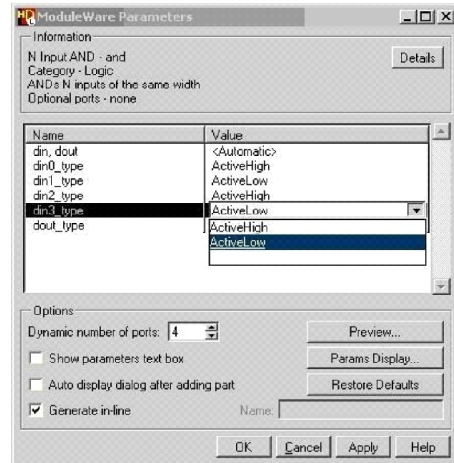 HD ModuleWare Parameters
Information
N Input AND - and
Category - Logic
ANDs N inputs of the same width
Optional ports - none
Details
Name Value
din, dout <Automatic>
din0_type ActiveHigh
din1_type ActiveLow
din2_type ActiveHigh
din3_type ActiveLow
dout_type ActiveHigh
ActiveLow
Options
Dynamic number of ports: 4
Preview...
Show parameters text box
Params Display...
Auto display dialog after adding part
Restore Defaults
Generate in-line
Name:
OK Cancel Apply Help